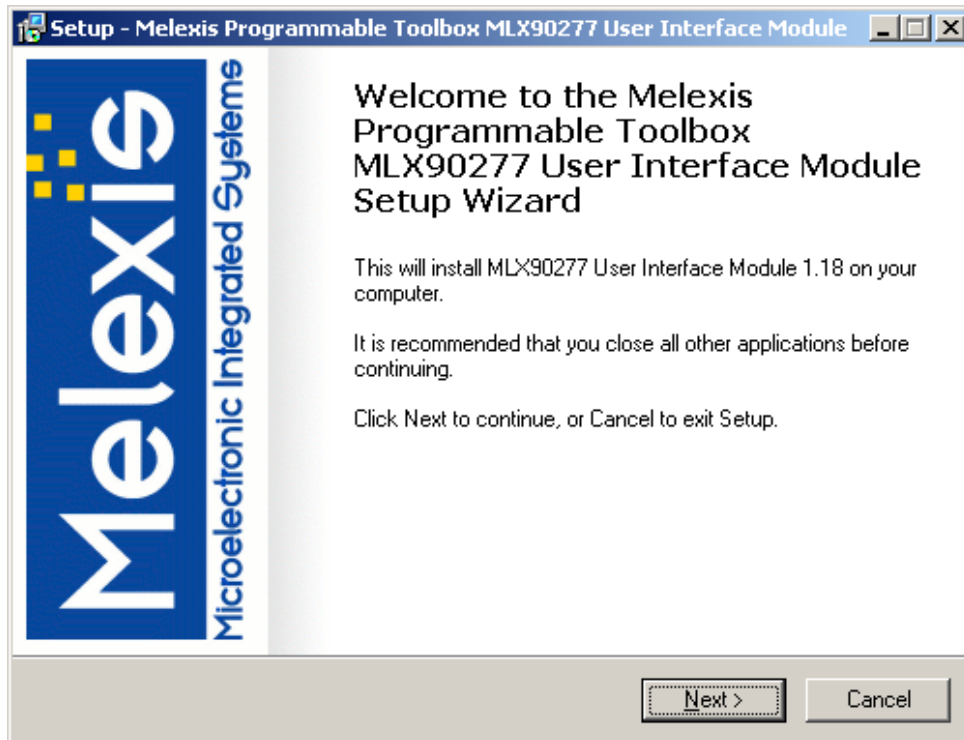 Setup - Melexis Programmable Toolbox MLX90277 User Interface Module
Melexis
Microelectronic Integrated Systems
Welcome to the Melexis
Programmable Toolbox
MLX90277 User Interface Module
Setup Wizard
This will install MLX90277 User Interface Module 1.18 on your
computer.
It is recommended that you close all other applications before
continuing.
Click Next to continue, or Cancel to exit Setup.
Next >
Cancel